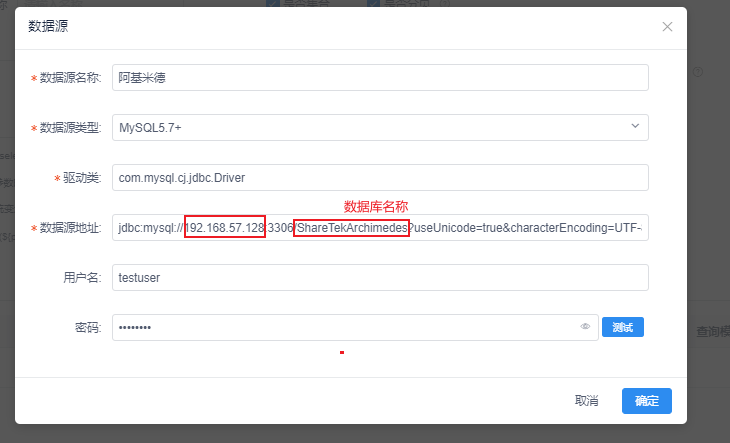 数据源
* 数据源名称: 阿基米德
* 数据源类型: MySQL5.7+
* 驱动类: com.mysql.cj.jdbc.Driver
数据库名称
* 数据源地址: jdbc:mysql://192.168.57.128:3306/ShareTekArchimedes?useUnicode=true&characterEncoding=UTF-
用户名: testuser
密码: •••••••• 测试
查询模
取消 确定